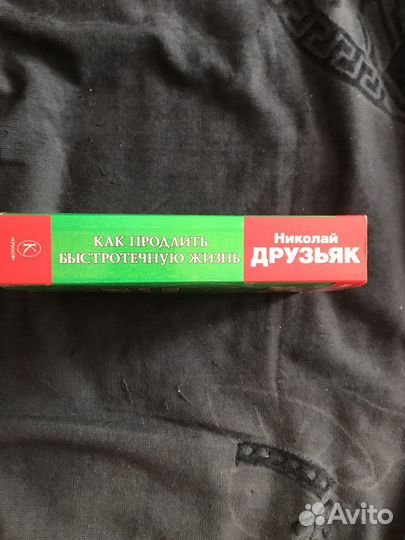 КАК ПРОДЛИТЬ
БЫСТРОТЕЧНУЮ ЖИЗНЬ
Николай
ДРУЗЬЯК
К
Avito